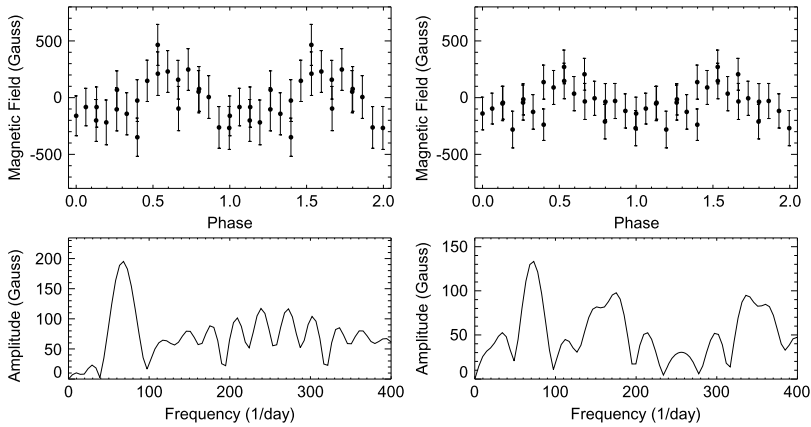 500
0
-500
Magnetic Field (Gauss)
0.0 0.5 1.0 1.5 2.0
Phase
500
0
-500
Magnetic Field (Gauss)
0.0 0.5 1.0 1.5 2.0
Phase
200
150
100
50
0
Amplitude (Gauss)
0 100 200 300 400
Frequency (1/day)
150
100
50
0
Amplitude (Gauss)
0 100 200 300 400
Frequency (1/day)